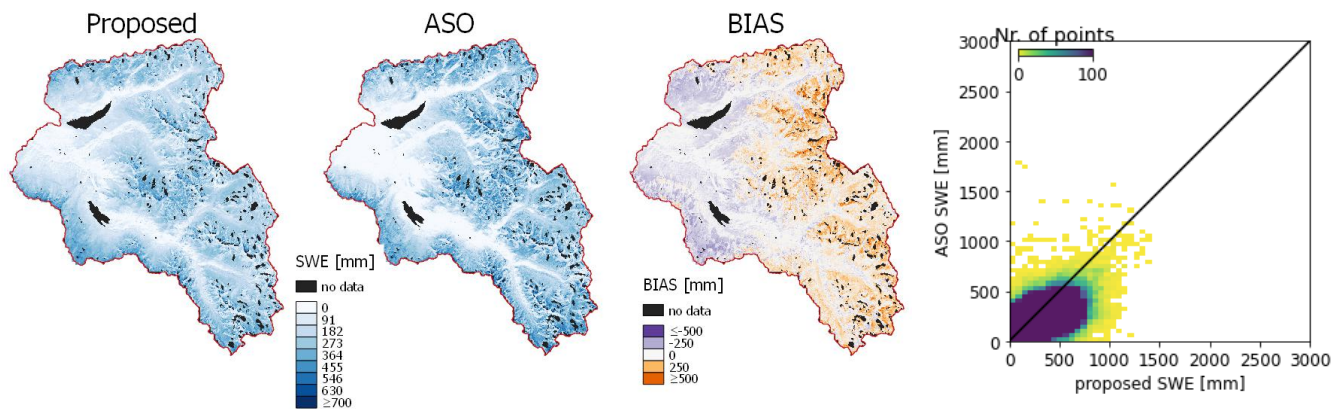 Proposed
ASO
BIAS
SWE [mm]
no data
0
91
182
273
364
455
546
630
≥700
BIAS [mm]
no data
≤-500
-250
0
250
≥500
Nr. of points
0 100
3000
2500
2000
1500
1000
500
0
ASO SWE [mm]
0 500 1000 1500 2000 2500 3000
proposed SWE [mm]